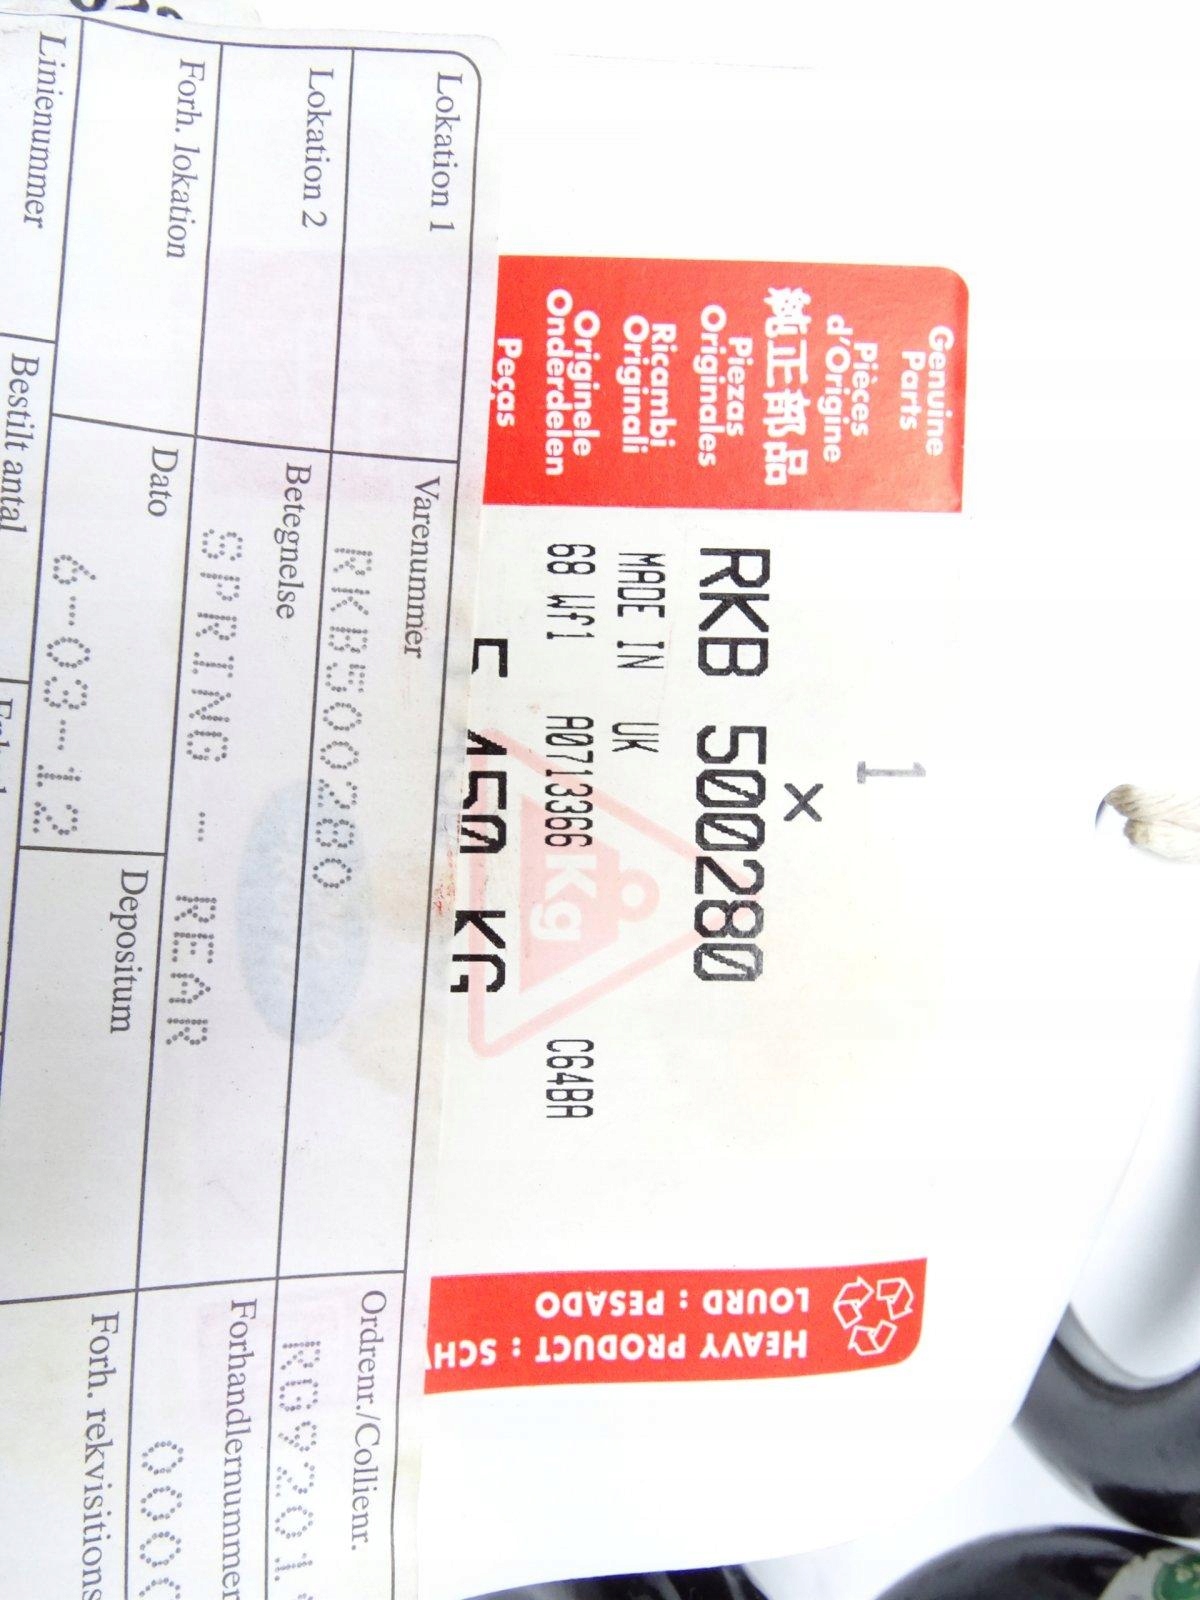 Genuine
Parts
Pièces
d'Origine
純正部品
Piezas
Originales
Ricambi
Originali
Originele
Onderdelen
Peças
1
X
RKB 500280
MADE IN UK
68 WF1 A0713366 C64BA
Kg
HEAVY PRODUCT : SCH
LOURD : PESADO
Lokation 1
Varenummer
RKB500280
Ordrenr./Collienr.
R09201
Lokation 2
Betegnelse
SPRING - REAR
Forhandlernummer
0000
Forh. lokation
Dato
6-03-12
Depositum
Forh. rekvisitions
Linienummer
Bestilt antal